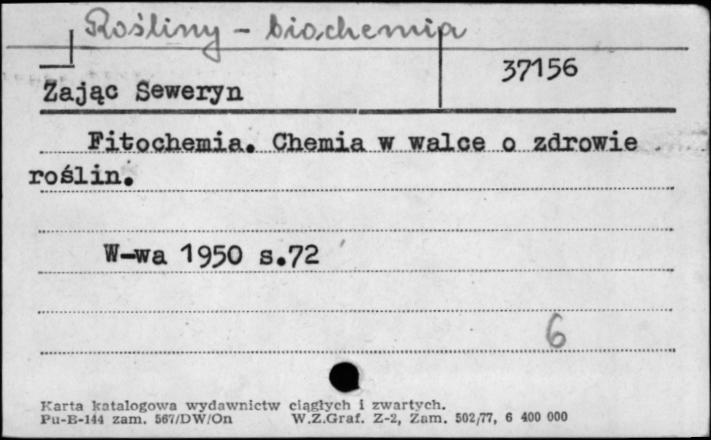 Rośliny - biochemia
37156
Zając Seweryn
Fitochemia. Chemia w walce o zdrowie
roślin.
W-wa 1950 s.72
6
Karta katalogowa wydawnictw ciągłych i zwartych.
Pu-B-144 zam. 567/DW/On W.Z.Graf. Z-2, Zam. 502/77, 6 400 000